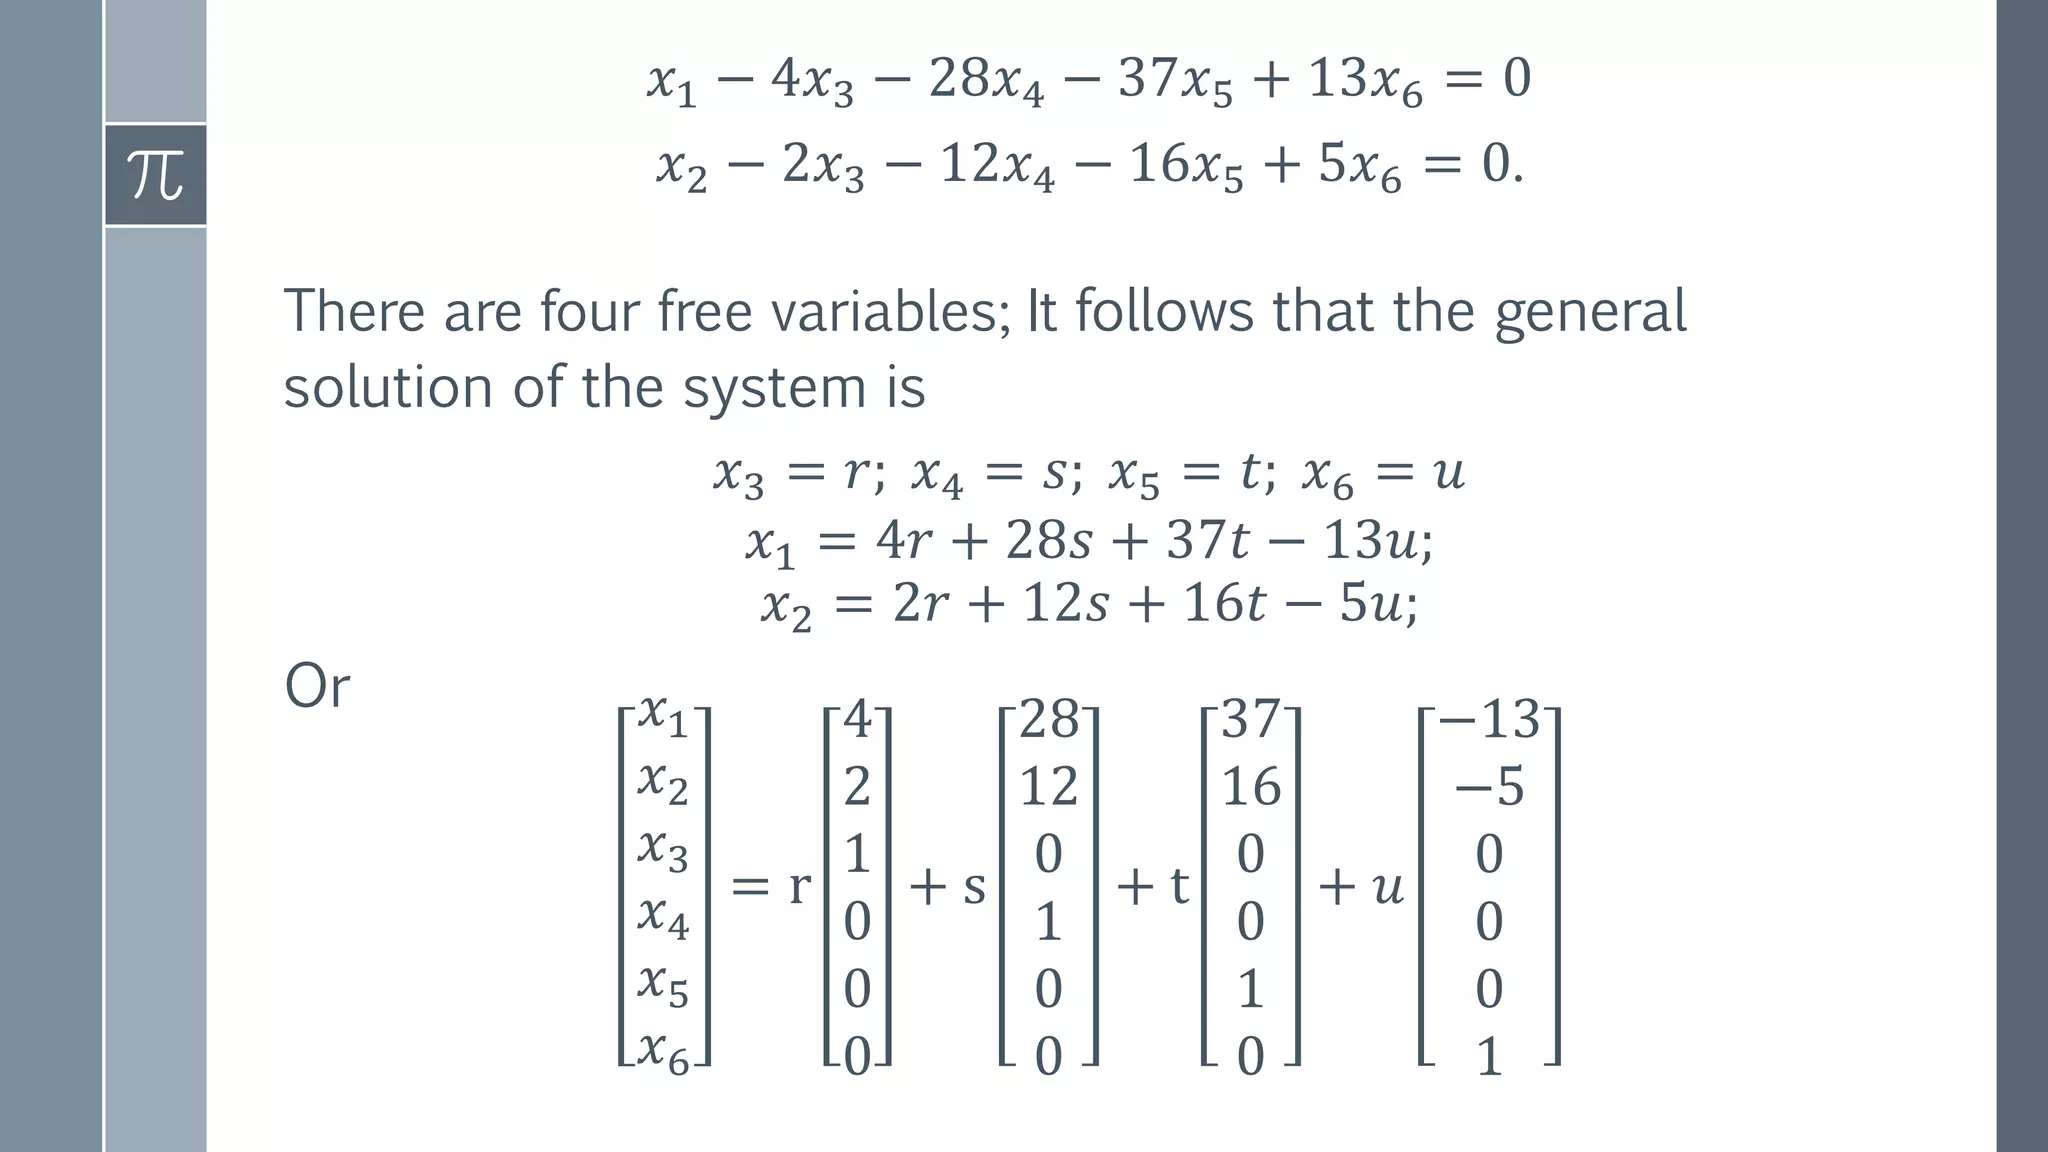 π
x₁ − 4x₃ − 28x₄ − 37x₅ + 13x₆ = 0
x₂ − 2x₃ − 12x₄ − 16x₅ + 5x₆ = 0.
There are four free variables; It follows that the general
solution of the system is
x₃ = r; x₄ = s; x₅ = t; x₆ = u
x₁ = 4r + 28s + 37t − 13u;
x₂ = 2r + 12s + 16t − 5u;
Or
[x₁ x₂ x₃ x₄ x₅ x₆] = r [4 2 1 0 0 0] + s [28 12 0 1 0 0] + t [37 16 0 0 1 0] + u [−13 −5 0 0 0 1]